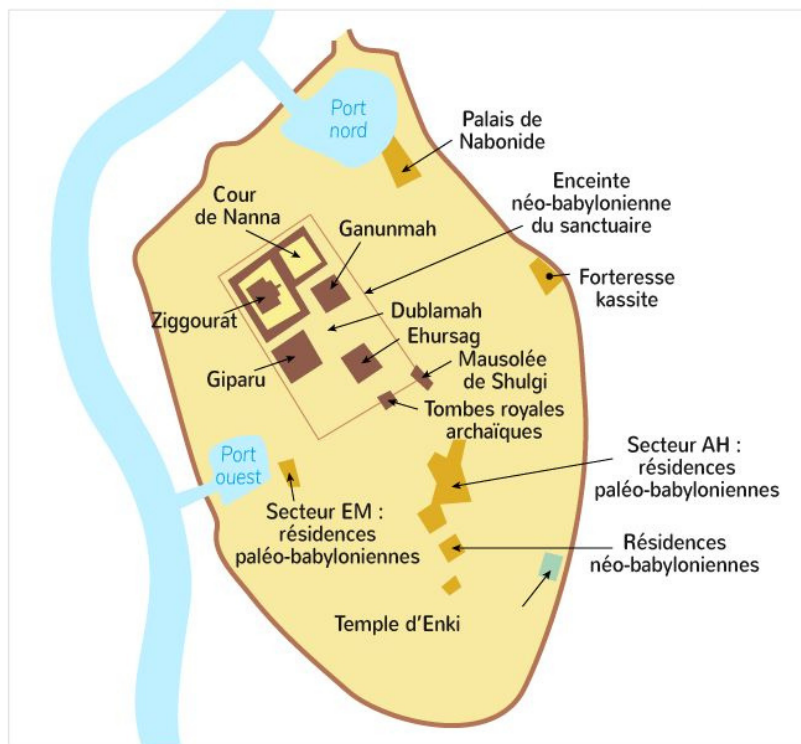 Port
nord
Palais de
Nabonide
Enceinte
néo-babylonienne
du sanctuaire
Cour
de Nanna
Ganunmah
Forteresse
kassite
Ziggourat
Dublamah
Ehursag
Giparu
Mausolée
de Shulgi
Tombes royales
archaïques
Port
ouest
Secteur AH :
résidences
paléo-babyloniennes
Secteur EM :
résidences
paléo-babyloniennes
Résidences
néo-babyloniennes
Temple d'Enki